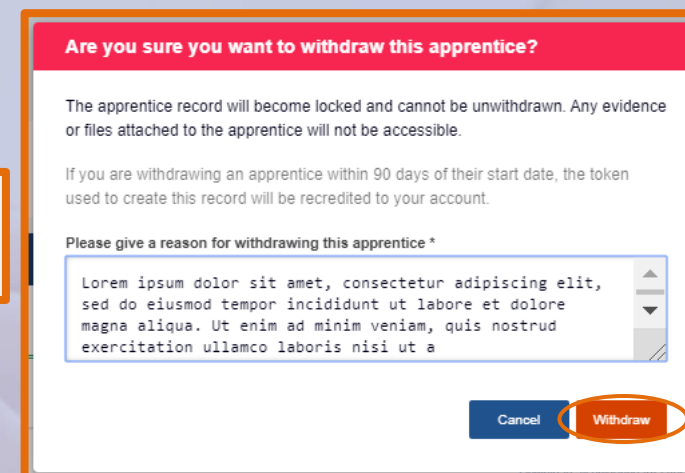 Are you sure you want to withdraw this apprentice?
The apprentice record will become locked and cannot be unwithdrawn. Any evidence
or files attached to the apprentice will not be accessible.
If you are withdrawing an apprentice within 90 days of their start date, the token
used to create this record will be recredited to your account.
Please give a reason for withdrawing this apprentice *
Lorem ipsum dolor sit amet, consectetur adipiscing elit,
sed do eiusmod tempor incididunt ut labore et dolore
magna aliqua. Ut enim ad minim veniam, quis nostrud
exercitation ullamco laboris nisi ut a
Cancel Withdraw